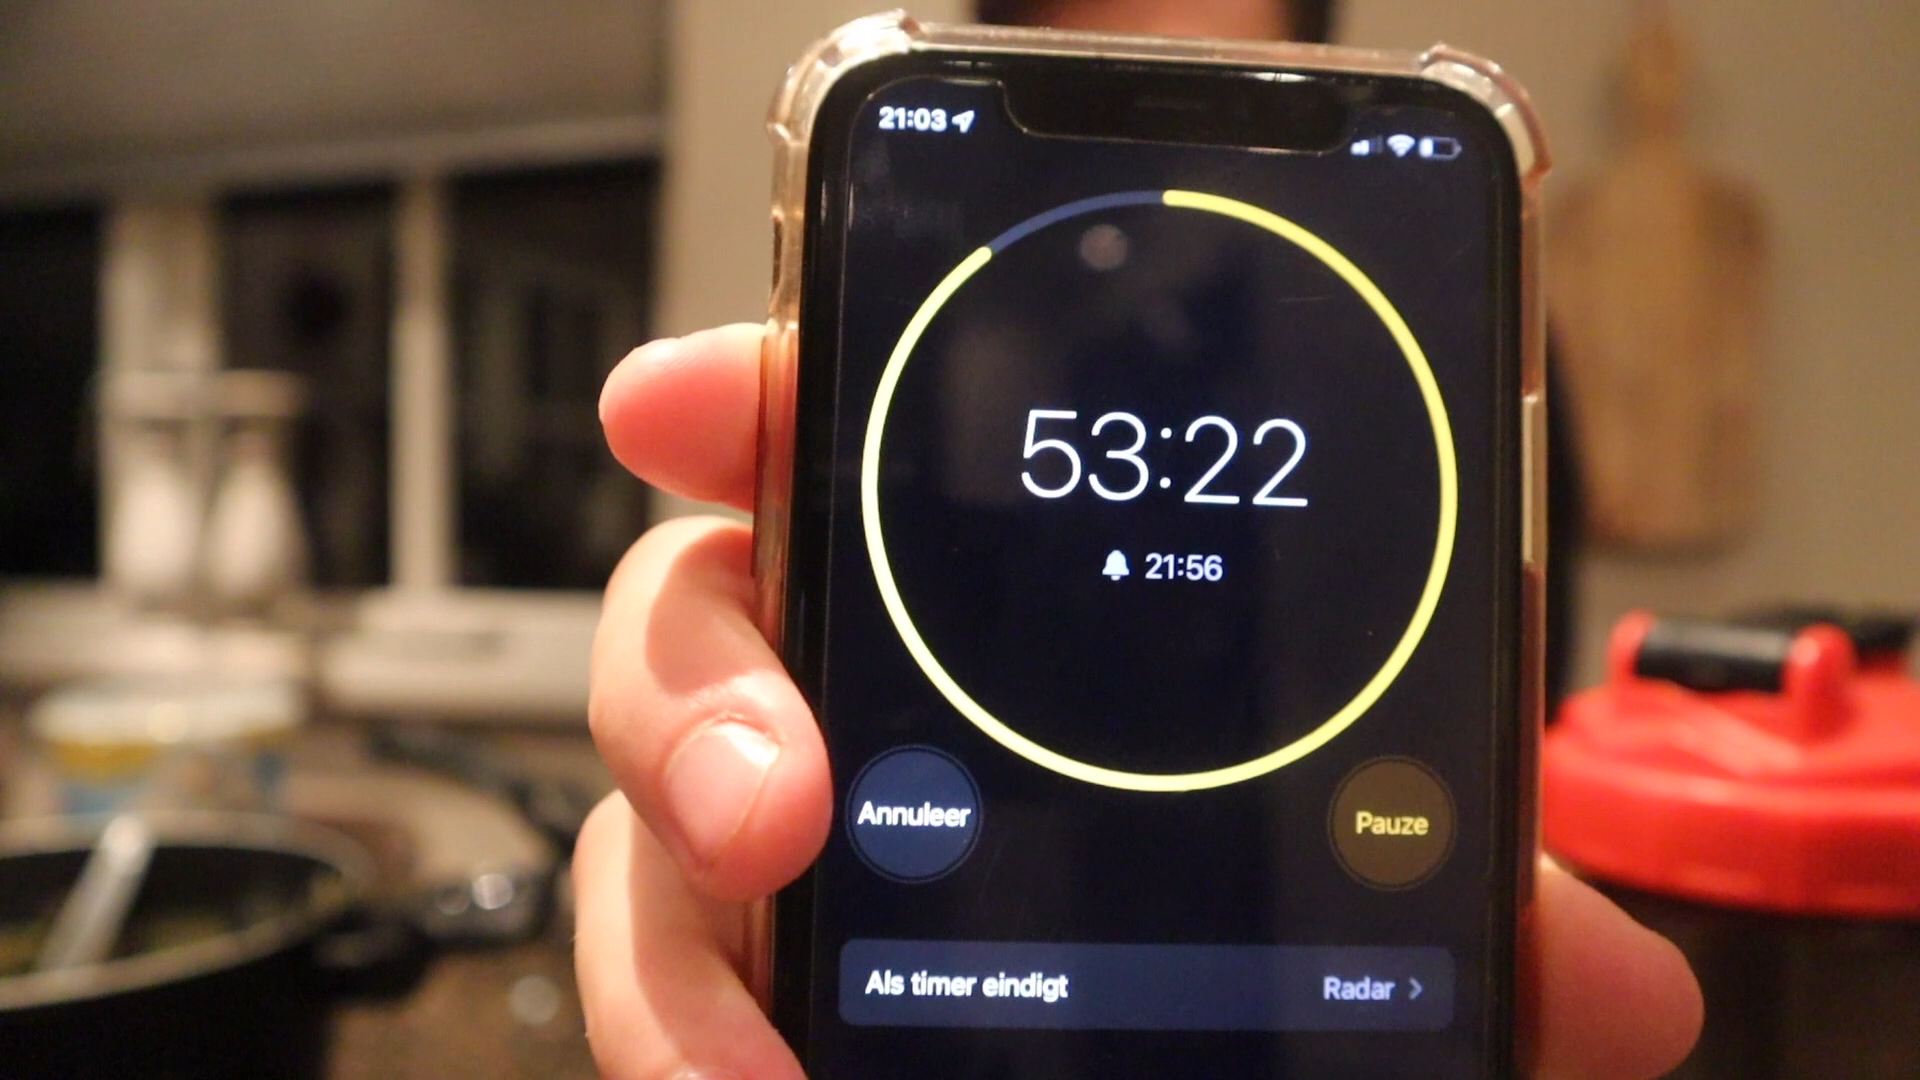 21:03
53:22
21:56
Annuleer
Pauze
Als timer eindigt
Radar